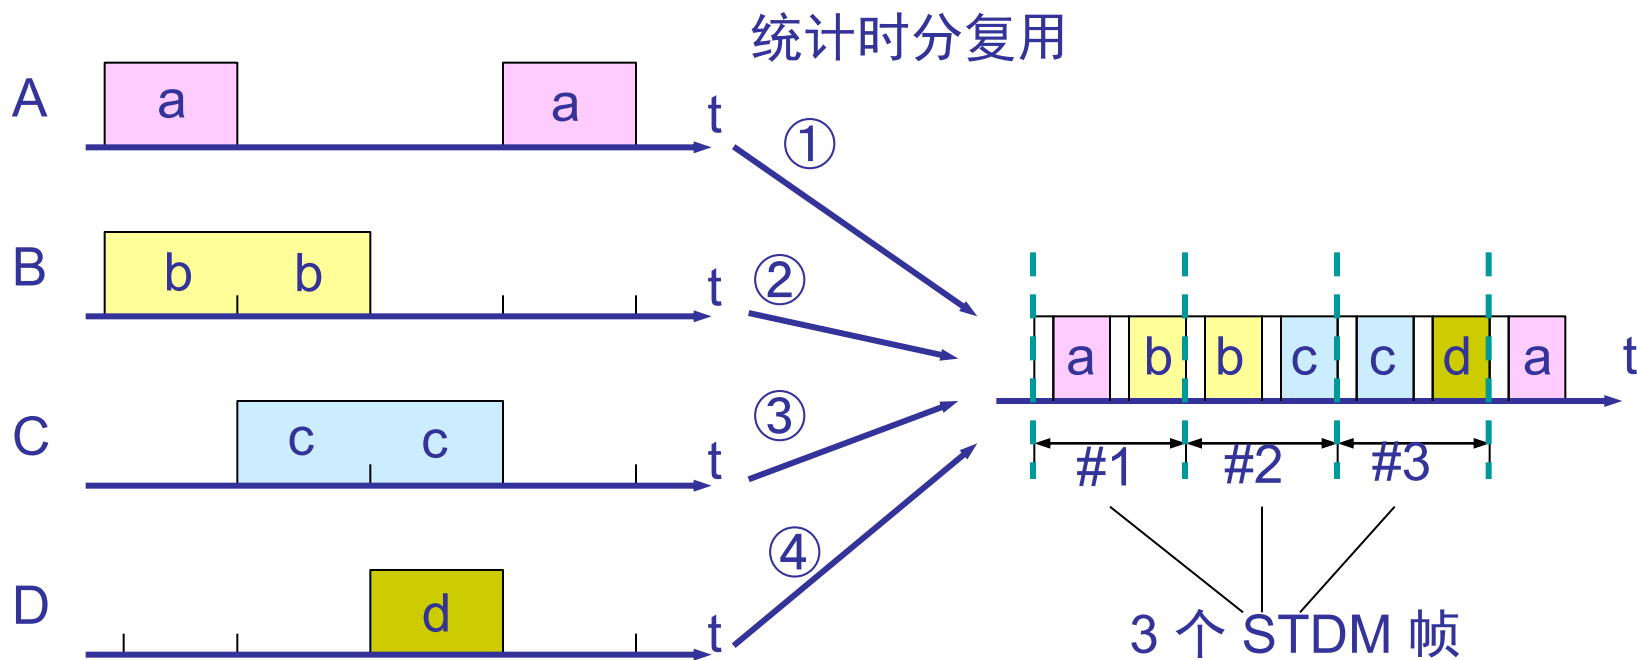 统计时分复用
A a a t
①
B b b t
②
a b b c c d a t
C c c t
③
#1 #2 #3
D d t
④
3 个 STDM 帧